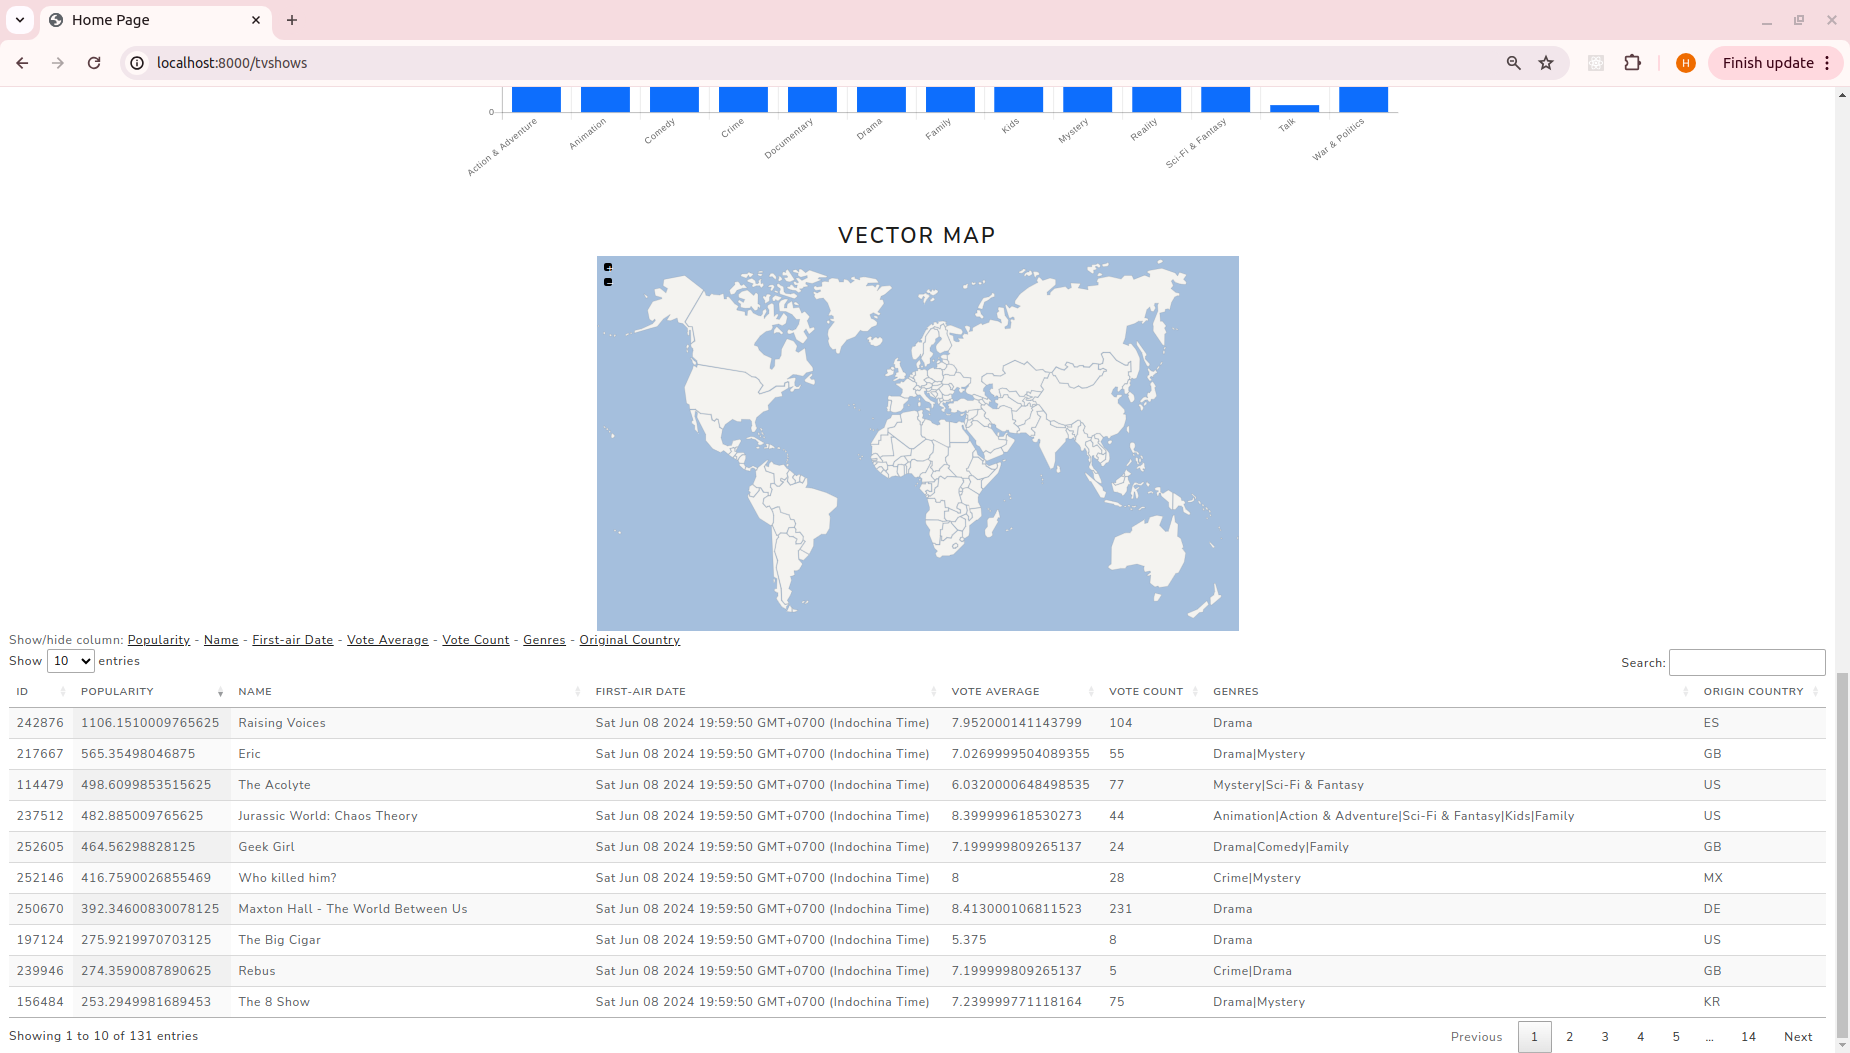 Home Page
localhost:8000/tvshows
H
Finish update
0
Action & Adventure Animation Comedy Crime Documentary Drama Family Kids Mystery Reality Sci-Fi & Fantasy Talk War & Politics
VECTOR MAP
+
−
Show/hide column: Popularity - Name - First-air Date - Vote Average - Vote Count - Genres - Original Country
Show 10 entries
Search:
ID POPULARITY NAME FIRST-AIR DATE VOTE AVERAGE VOTE COUNT GENRES ORIGIN COUNTRY
242876 1106.1510009765625 Raising Voices Sat Jun 08 2024 19:59:50 GMT+0700 (Indochina Time) 7.952000141143799 104 Drama ES
217667 565.35498046875 Eric Sat Jun 08 2024 19:59:50 GMT+0700 (Indochina Time) 7.0269999504089355 55 Drama|Mystery GB
114479 498.6099853515625 The Acolyte Sat Jun 08 2024 19:59:50 GMT+0700 (Indochina Time) 6.0320000648498535 77 Mystery|Sci-Fi & Fantasy US
237512 482.885009765625 Jurassic World: Chaos Theory Sat Jun 08 2024 19:59:50 GMT+0700 (Indochina Time) 8.399999618530273 44 Animation|Action & Adventure|Sci-Fi & Fantasy|Kids|Family US
252605 464.56298828125 Geek Girl Sat Jun 08 2024 19:59:50 GMT+0700 (Indochina Time) 7.199999809265137 24 Drama|Comedy|Family GB
252146 416.7590026855469 Who killed him? Sat Jun 08 2024 19:59:50 GMT+0700 (Indochina Time) 8 28 Crime|Mystery MX
250670 392.34600830078125 Maxton Hall - The World Between Us Sat Jun 08 2024 19:59:50 GMT+0700 (Indochina Time) 8.413000106811523 231 Drama DE
197124 275.9219970703125 The Big Cigar Sat Jun 08 2024 19:59:50 GMT+0700 (Indochina Time) 5.375 8 Drama US
239946 274.3590087890625 Rebus Sat Jun 08 2024 19:59:50 GMT+0700 (Indochina Time) 7.199999809265137 5 Crime|Drama GB
156484 253.2949981689453 The 8 Show Sat Jun 08 2024 19:59:50 GMT+0700 (Indochina Time) 7.239999771118164 75 Drama|Mystery KR
Showing 1 to 10 of 131 entries
Previous 1 2 3 4 5 … 14 Next